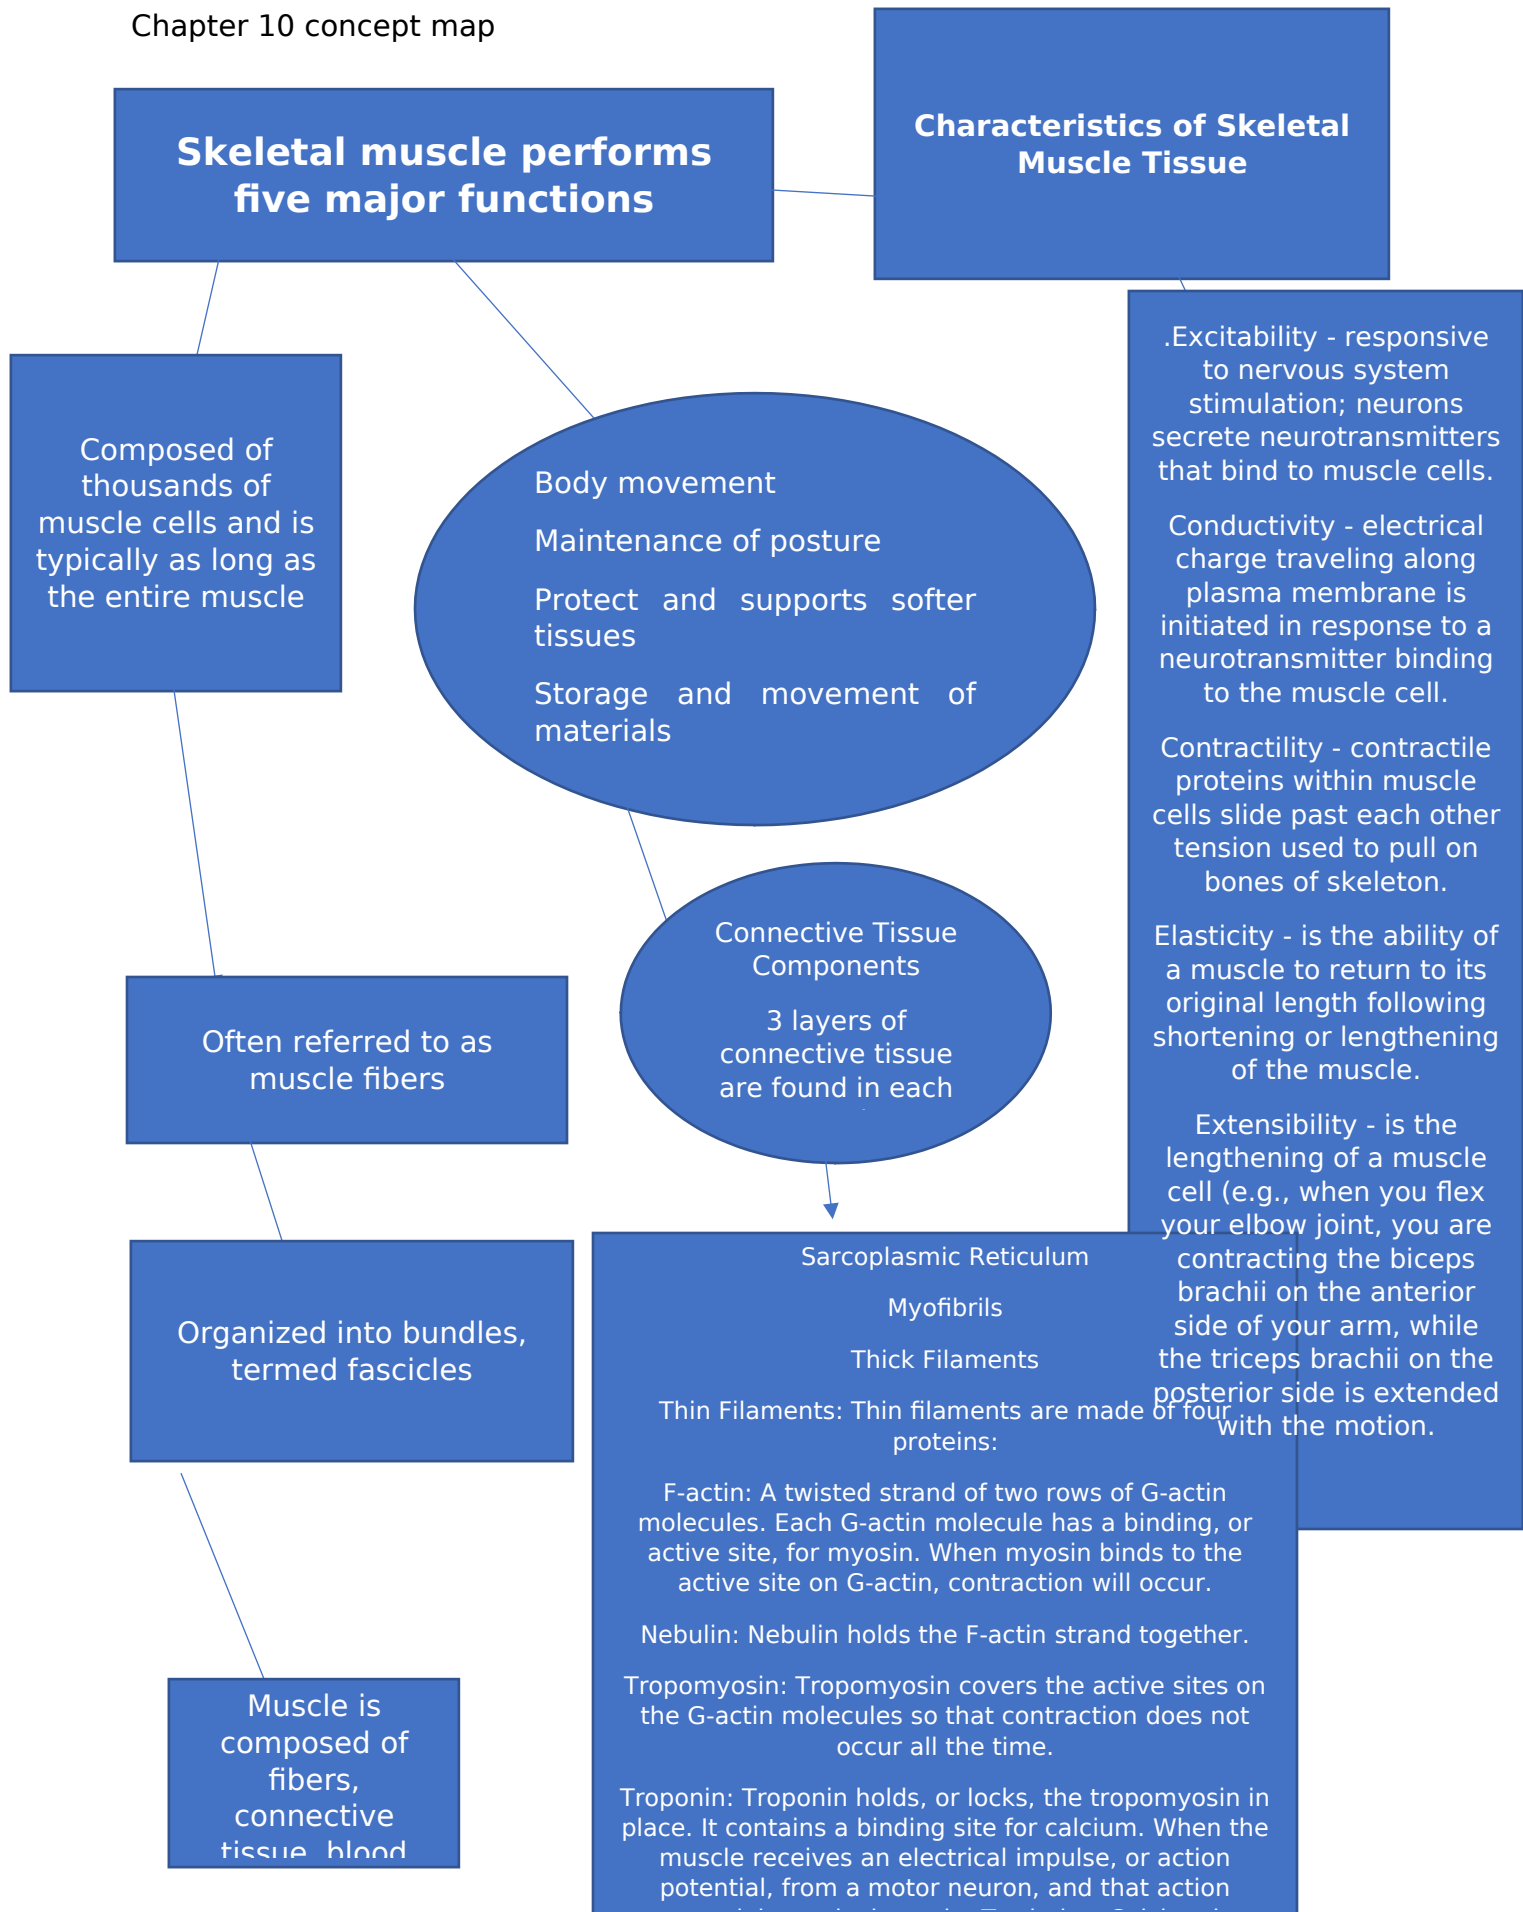 Chapter 10 concept map
Skeletal muscle performs
five major functions
Characteristics of Skeletal
Muscle Tissue
Composed of
thousands of
muscle cells and is
typically as long as
the entire muscle
Body movement
Maintenance of posture
Protect and supports softer
tissues
Storage and movement of
materials
.Excitability - responsive
to nervous system
stimulation; neurons
secrete neurotransmitters
that bind to muscle cells.
Conductivity - electrical
charge traveling along
plasma membrane is
initiated in response to a
neurotransmitter binding
to the muscle cell.
Contractility - contractile
proteins within muscle
cells slide past each other
tension used to pull on
bones of skeleton.
Elasticity - is the ability of
a muscle to return to its
original length following
shortening or lengthening
of the muscle.
Extensibility - is the
lengthening of a muscle
cell (e.g., when you flex
your elbow joint, you are
contracting the biceps
brachii on the anterior
side of your arm, while
the triceps brachii on the
posterior side is extended
with the motion.
Connective Tissue
Components
3 layers of
connective tissue
are found in each
Often referred to as
muscle fibers
Organized into bundles,
termed fascicles
Muscle is
composed of
fibers,
connective
tissue, blood
Sarcoplasmic Reticulum
Myofibrils
Thick Filaments
Thin Filaments: Thin filaments are made of four
proteins:
F-actin: A twisted strand of two rows of G-actin
molecules. Each G-actin molecule has a binding, or
active site, for myosin. When myosin binds to the
active site on G-actin, contraction will occur.
Nebulin: Nebulin holds the F-actin strand together.
Tropomyosin: Tropomyosin covers the active sites on
the G-actin molecules so that contraction does not
occur all the time.
Troponin: Troponin holds, or locks, the tropomyosin in
place. It contains a binding site for calcium. When the
muscle receives an electrical impulse, or action
potential, from a motor neuron, and that action